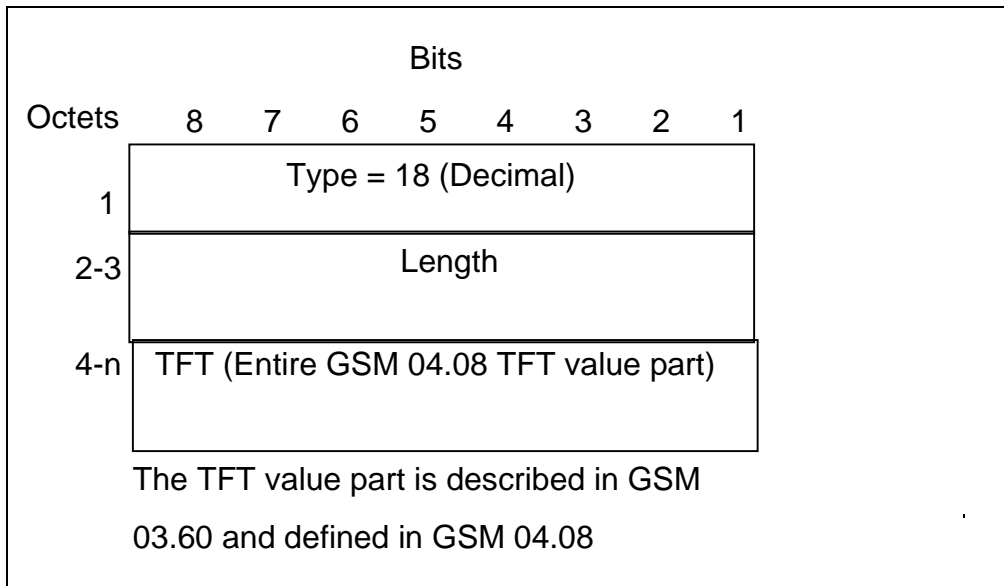 Bits
Octets 8 7 6 5 4 3 2 1
Type = 18 (Decimal)
1
2-3 Length
4-n TFT (Entire GSM 04.08 TFT value part)
The TFT value part is described in GSM
03.60 and defined in GSM 04.08